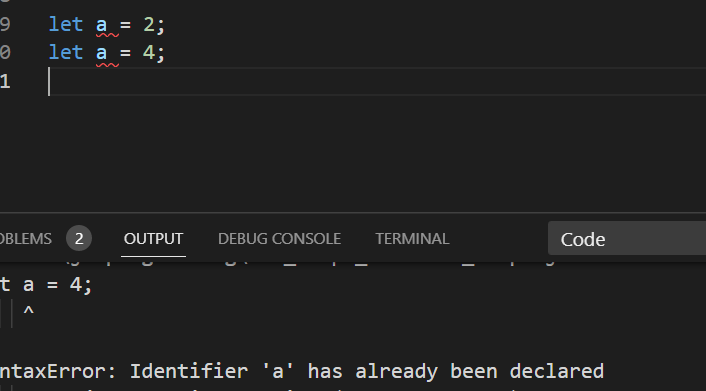 9 let a = 2;
0 let a = 4;
1
OBLEMS 2 OUTPUT DEBUG CONSOLE TERMINAL Code
t a = 4;
^
ntaxError: Identifier 'a' has already been declared